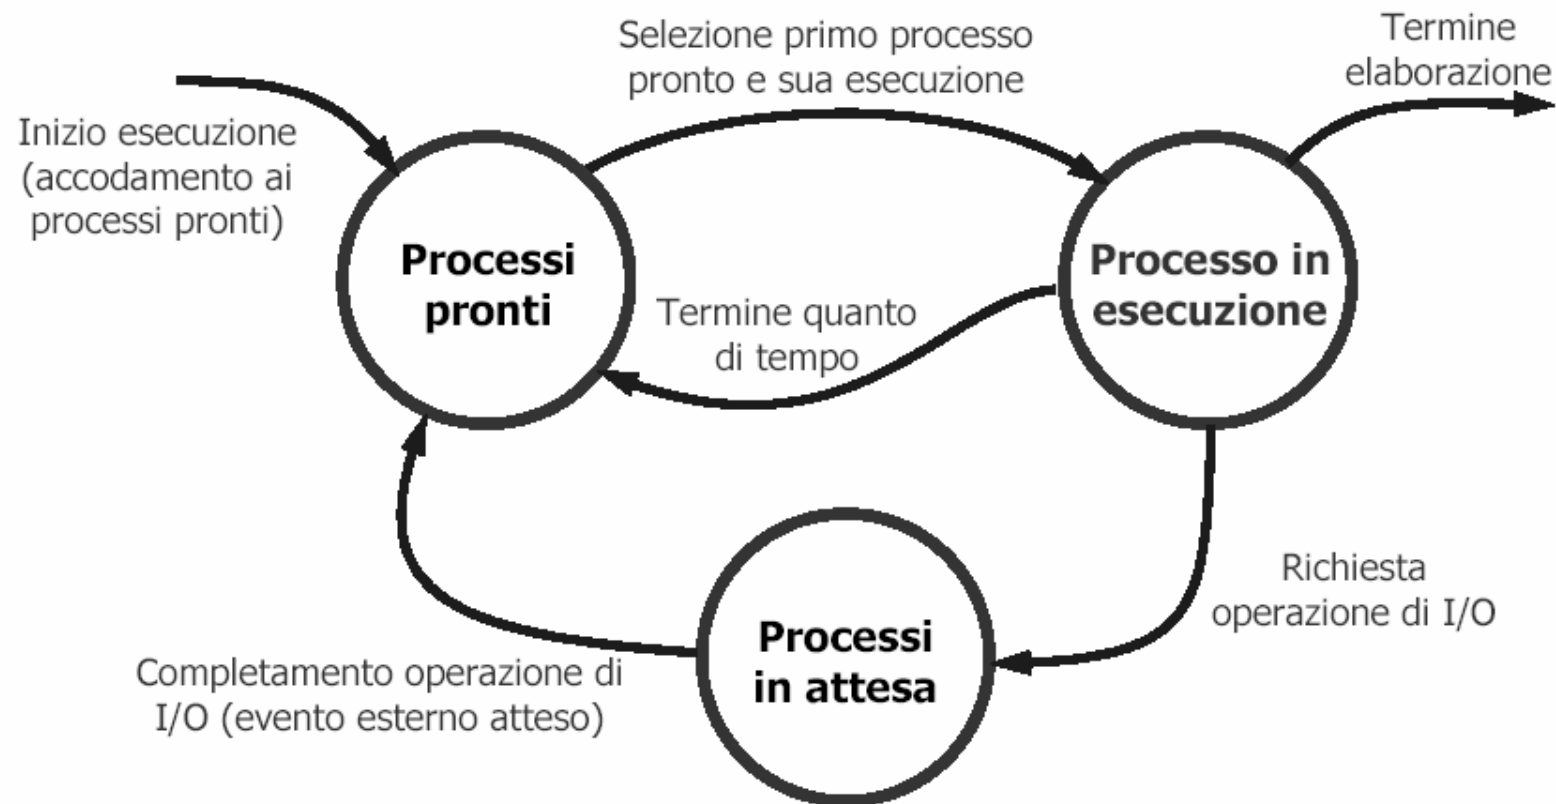 Selezione primo processo
pronto e sua esecuzione
Termine
elaborazione
Inizio esecuzione
(accodamento ai
processi pronti)
Processi
pronti
Processo in
esecuzione
Termine quanto
di tempo
Richiesta
operazione di I/O
Processi
in attesa
Completamento operazione di
I/O (evento esterno atteso)